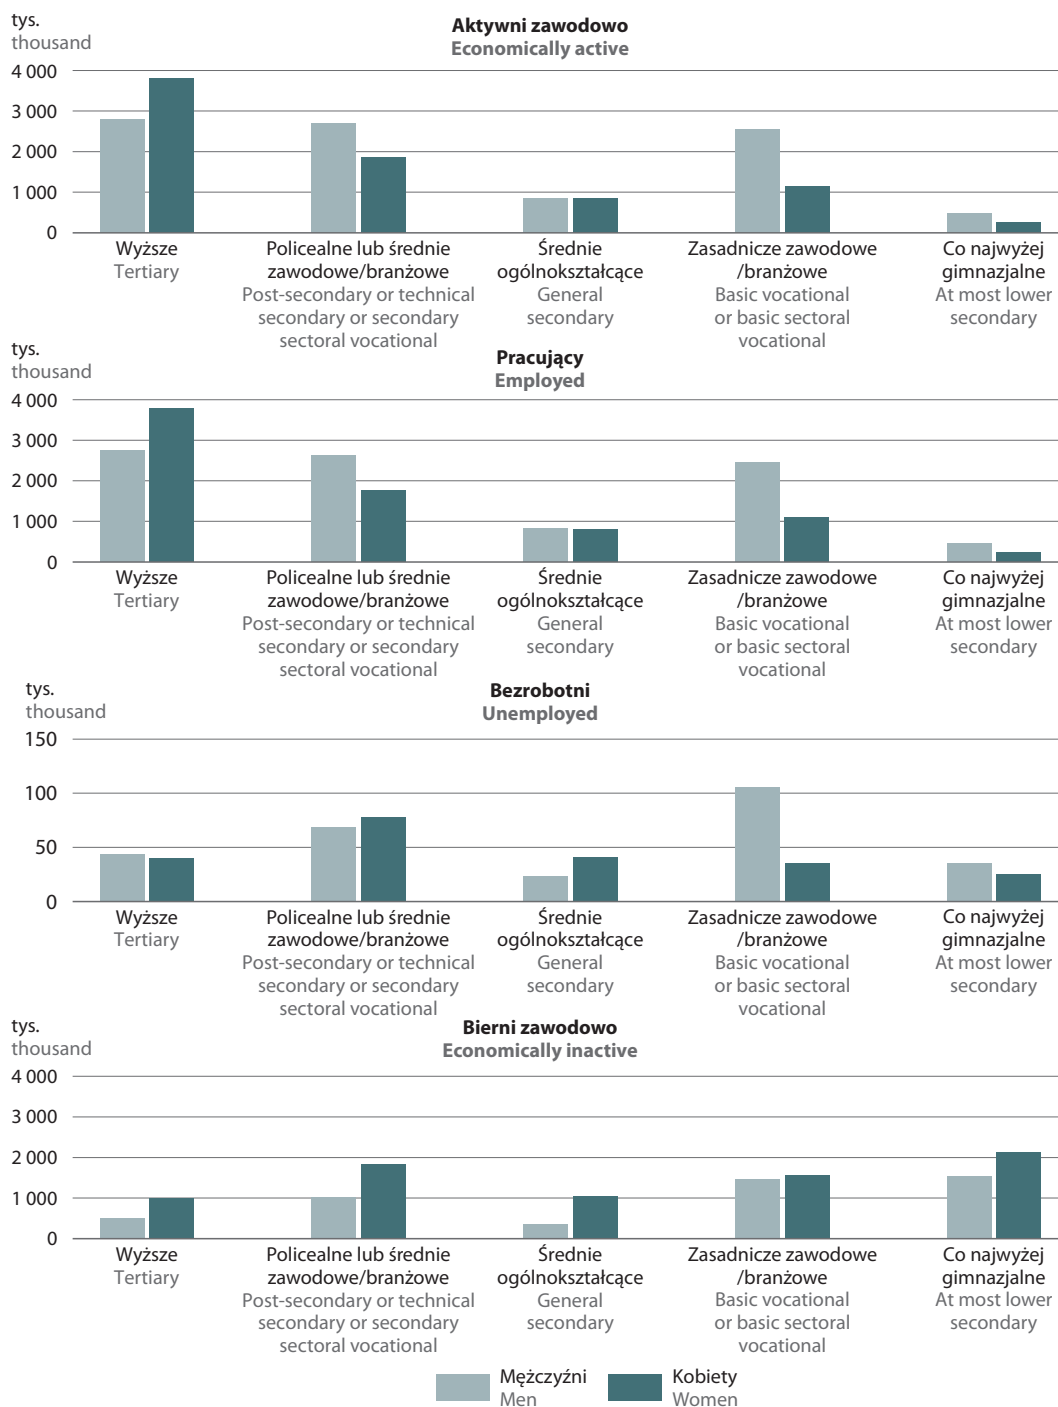 tys.
thousand
Aktywni zawodowo
Economically active
4 000
3 000
2 000
1 000
0
Wyższe
Tertiary
Policealne lub średnie
zawodowe/branżowe
Post-secondary or technical
secondary or secondary
sectoral vocational
Średnie
ogólnokształcące
General
secondary
Zasadnicze zawodowe
/branżowe
Basic vocational
or basic sectoral
vocational
Co najwyżej
gimnazjalne
At most lower
secondary
tys.
thousand
Pracujący
Employed
4 000
3 000
2 000
1 000
0
Wyższe
Tertiary
Policealne lub średnie
zawodowe/branżowe
Post-secondary or technical
secondary or secondary
sectoral vocational
Średnie
ogólnokształcące
General
secondary
Zasadnicze zawodowe
/branżowe
Basic vocational
or basic sectoral
vocational
Co najwyżej
gimnazjalne
At most lower
secondary
tys.
thousand
Bezrobotni
Unemployed
150
100
50
0
Wyższe
Tertiary
Policealne lub średnie
zawodowe/branżowe
Post-secondary or technical
secondary or secondary
sectoral vocational
Średnie
ogólnokształcące
General
secondary
Zasadnicze zawodowe
/branżowe
Basic vocational
or basic sectoral
vocational
Co najwyżej
gimnazjalne
At most lower
secondary
tys.
thousand
Bierni zawodowo
Economically inactive
4 000
3 000
2 000
1 000
0
Wyższe
Tertiary
Policealne lub średnie
zawodowe/branżowe
Post-secondary or technical
secondary or secondary
sectoral vocational
Średnie
ogólnokształcące
General
secondary
Zasadnicze zawodowe
/branżowe
Basic vocational
or basic sectoral
vocational
Co najwyżej
gimnazjalne
At most lower
secondary
Mężczyźni
Men
Kobiety
Women